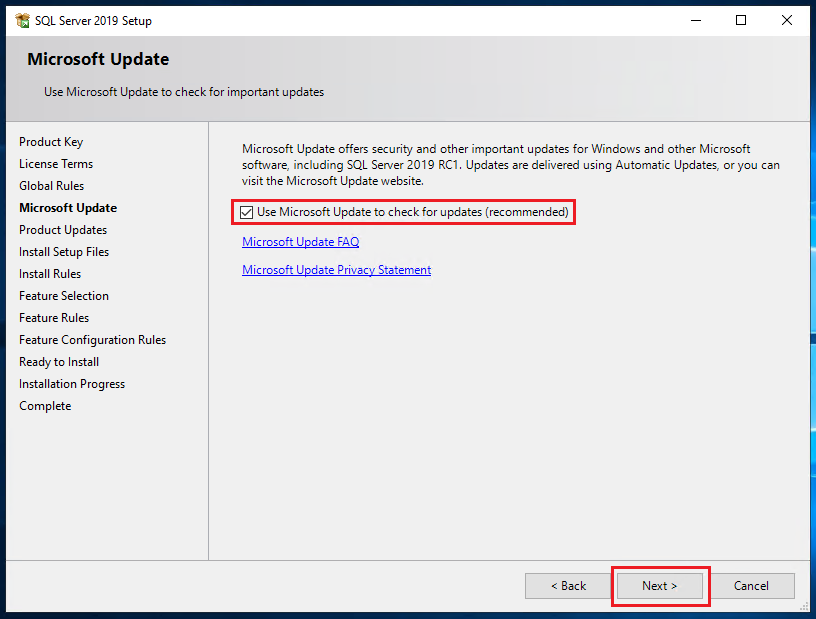 SQL Server 2019 Setup
Microsoft Update
Use Microsoft Update to check for important updates
Product Key
License Terms
Global Rules
Microsoft Update
Product Updates
Install Setup Files
Install Rules
Feature Selection
Feature Rules
Feature Configuration Rules
Ready to Install
Installation Progress
Complete
Microsoft Update offers security and other important updates for Windows and other Microsoft
software, including SQL Server 2019 RC1. Updates are delivered using Automatic Updates, or you can
visit the Microsoft Update website.
Use Microsoft Update to check for updates (recommended)
Microsoft Update FAQ
Microsoft Update Privacy Statement
< Back
Next >
Cancel